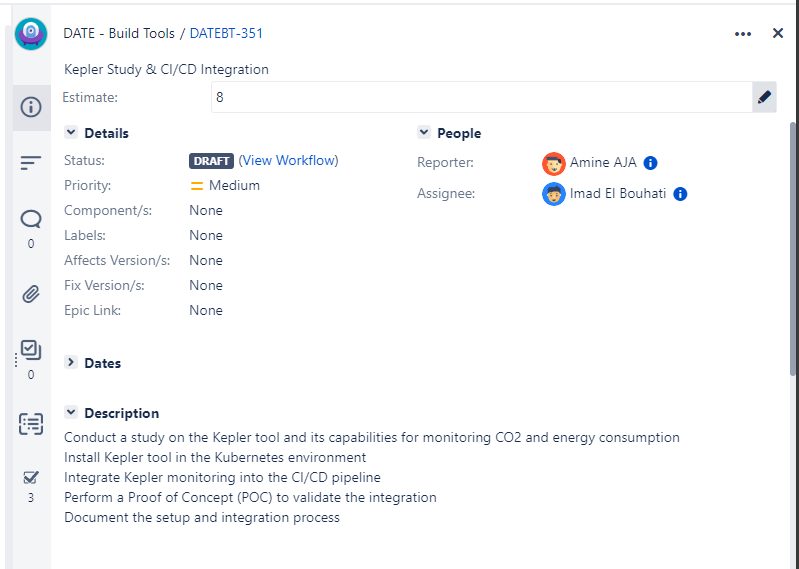 DATE - Build Tools / DATEBT-351
Kepler Study & CI/CD Integration
Estimate: 8
Details
Status: DRAFT (View Workflow)
Priority: Medium
Component/s: None
Labels: None
Affects Version/s: None
Fix Version/s: None
Epic Link: None
People
Reporter: Amine AJA
Assignee: Imad El Bouhati
Dates
Description
Conduct a study on the Kepler tool and its capabilities for monitoring CO2 and energy consumption
Install Kepler tool in the Kubernetes environment
Integrate Kepler monitoring into the CI/CD pipeline
Perform a Proof of Concept (POC) to validate the integration
Document the setup and integration process
0
0
3